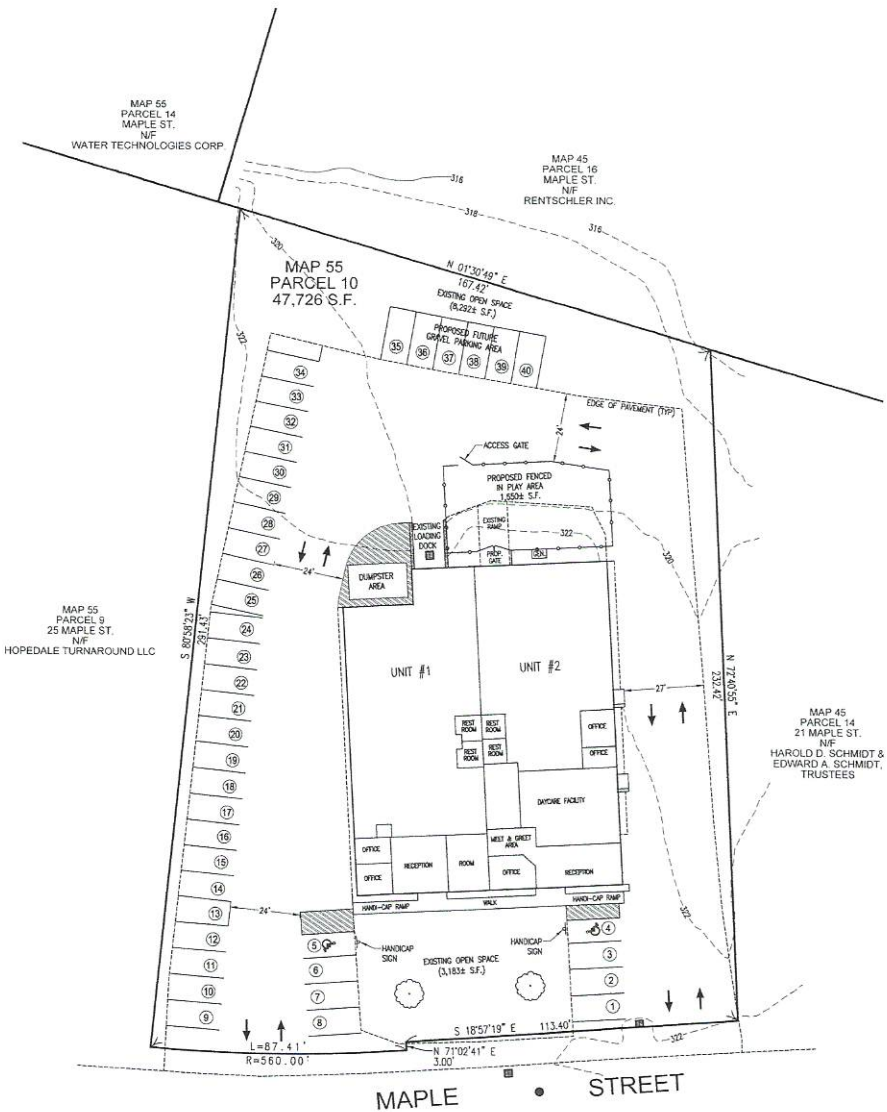 MAP 55
PARCEL 14
MAPLE ST.
N/F
WATER TECHNOLOGIES CORP.
MAP 45
PARCEL 16
MAPLE ST.
N/F
RENTSCHLER INC.
316
318
316
320
322
MAP 55
PARCEL 10
47,726 S.F.
N 01°30'49" E
167.42'
EXISTING OPEN SPACE
(8,292± S.F.)
PROPOSED FUTURE
GRAVEL PARKING AREA
35
36
37
38
39
40
EDGE OF PAVEMENT (TYP)
24'
ACCESS GATE
PROPOSED FENCED
IN PLAY AREA
1,550± S.F.
EXISTING
RAMP
322
320
EXISTING
LOADING
DOCK
PROP.
GATE
GEN.
DUMPSTER
AREA
24'
34
33
32
31
30
29
28
27
26
25
24
23
22
21
20
19
18
17
16
15
14
13
12
11
10
9
S 80°58'23" W
291.43'
MAP 55
PARCEL 9
25 MAPLE ST.
N/F
HOPEDALE TURNAROUND LLC
UNIT #1
UNIT #2
REST
ROOM
REST
ROOM
REST
ROOM
REST
ROOM
OFFICE
OFFICE
27'
N 72°40'55" E
232.42'
MAP 45
PARCEL 14
21 MAPLE ST.
N/F
HAROLD D. SCHMIDT &
EDWARD A. SCHMIDT,
TRUSTEES
DAYCARE FACILITY
MEET & GREET
AREA
OFFICE
OFFICE
RECEPTION
ROOM
OFFICE
RECEPTION
HANDI-CAP RAMP
WALK
HANDI-CAP RAMP
24'
5
6
7
8
HANDICAP
SIGN
EXISTING OPEN SPACE
(3,183± S.F.)
HANDICAP
SIGN
4
3
2
1
322
322
S 18°57'19" E 113.40'
L=87.41'
R=560.00'
N 71°02'41" E
3.00'
MAPLE STREET